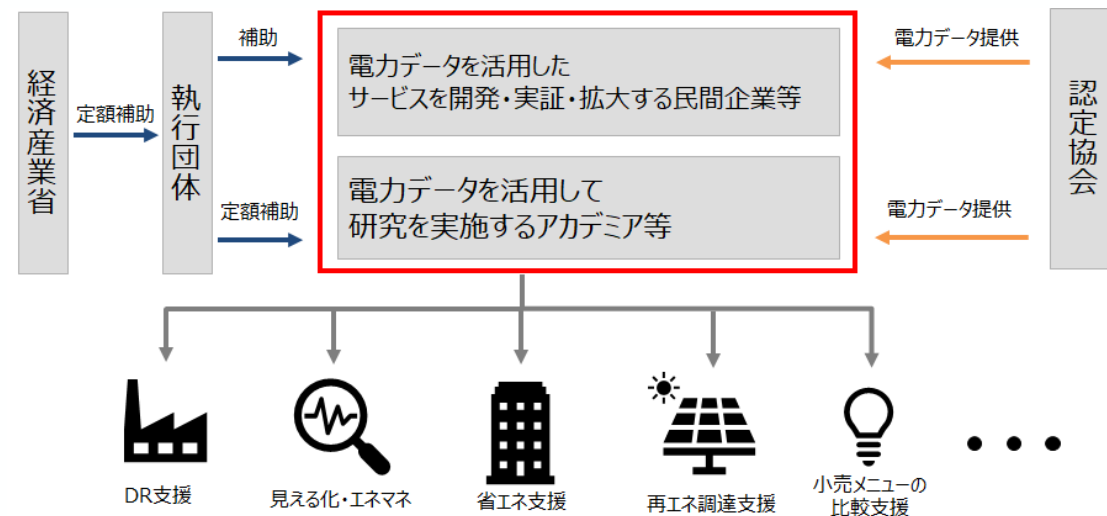 経済産業省
定額補助
執行団体
補助
定額補助
電力データを活用した
サービスを開発・実証・拡大する民間企業等
電力データを活用して
研究を実施するアカデミア等
電力データ提供
電力データ提供
認定協会
DR支援
見える化・エネマネ
省エネ支援
再エネ調達支援
小売メニューの
比較支援